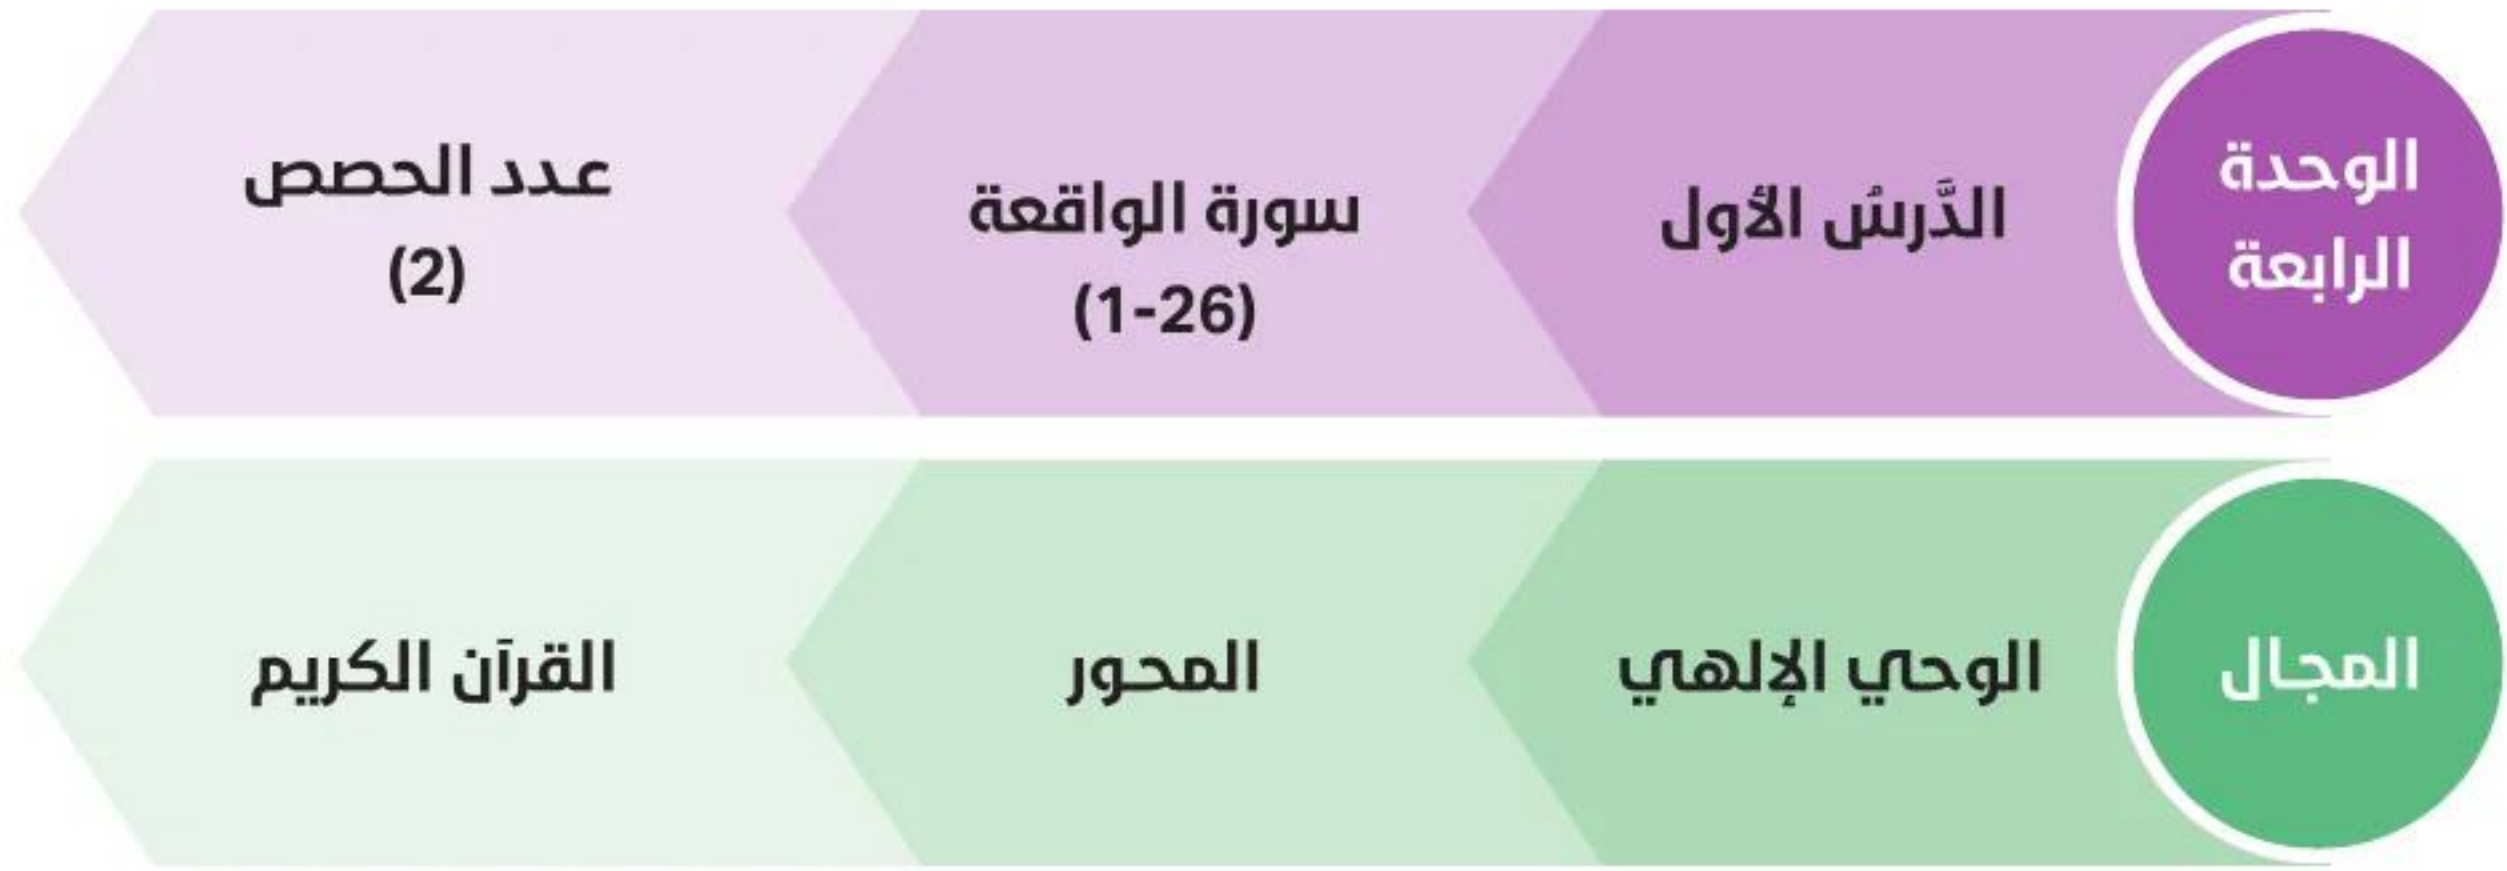 الوحدة
الرابعة
الدَّرسُ الأول
سورة الواقعة
(1-26)
عدد الحصص
(2)
المجال
الوحي الإلهي
المحور
القرآن الكريم